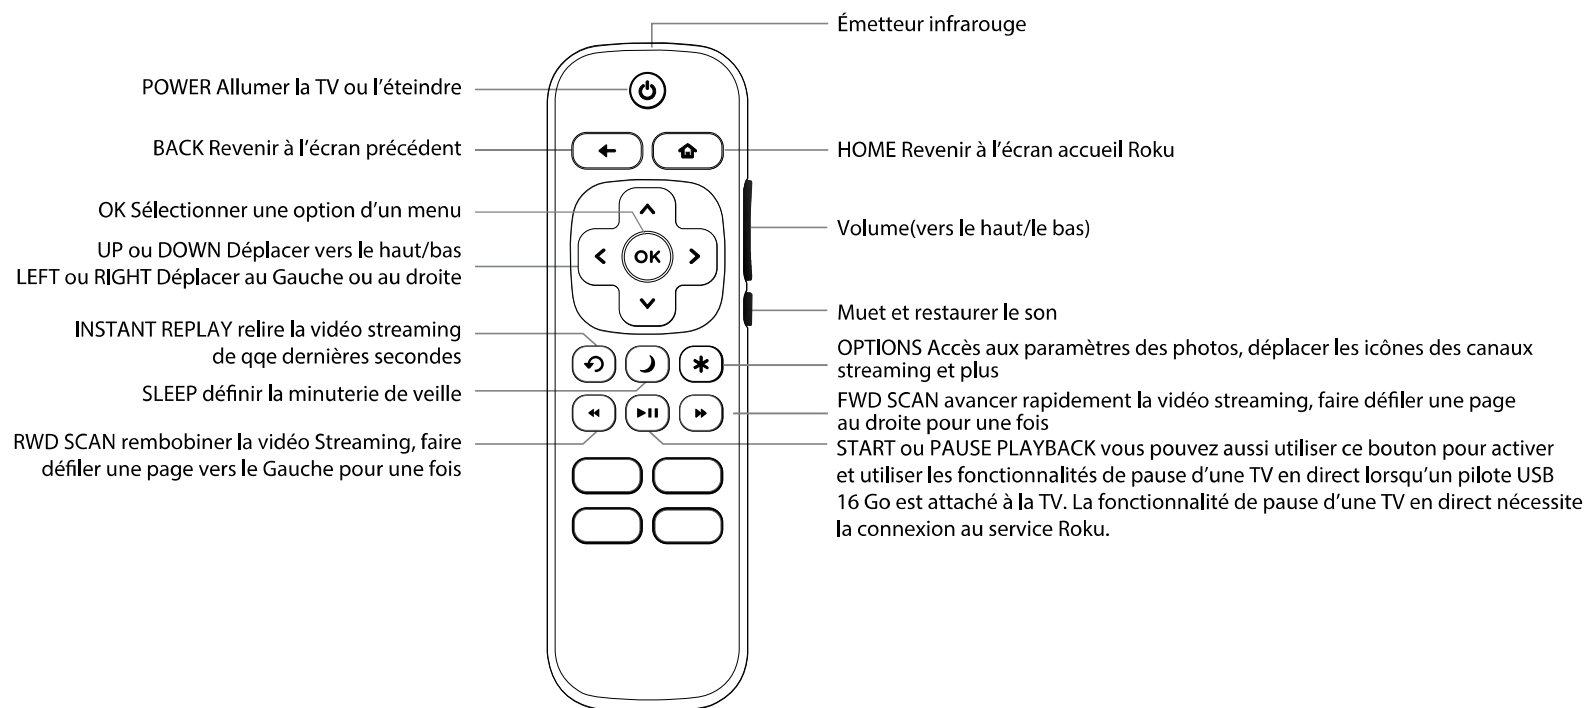 Émetteur infrarouge
POWER Allumer la TV ou l'éteindre
BACK Revenir à l'écran précédent
HOME Revenir à l'écran accueil Roku
OK Sélectionner une option d'un menu
Volume(vers le haut/le bas)
UP ou DOWN Déplacer vers le haut/bas
LEFT ou RIGHT Déplacer au Gauche ou au droite
OK
Muet et restaurer le son
INSTANT REPLAY relire la vidéo streaming
de qqe dernières secondes
OPTIONS Accès aux paramètres des photos, déplacer les icônes des canaux
streaming et plus
SLEEP définir la minuterie de veille
FWD SCAN avancer rapidement la vidéo streaming, faire défiler une page
au droite pour une fois
RWD SCAN rembobiner la vidéo Streaming, faire
défiler une page vers le Gauche pour une fois
START ou PAUSE PLAYBACK vous pouvez aussi utiliser ce bouton pour activer
et utiliser les fonctionnalités de pause d'une TV en direct lorsqu'un pilote USB
16 Go est attaché à la TV. La fonctionnalité de pause d'une TV en direct nécessite
la connexion au service Roku.